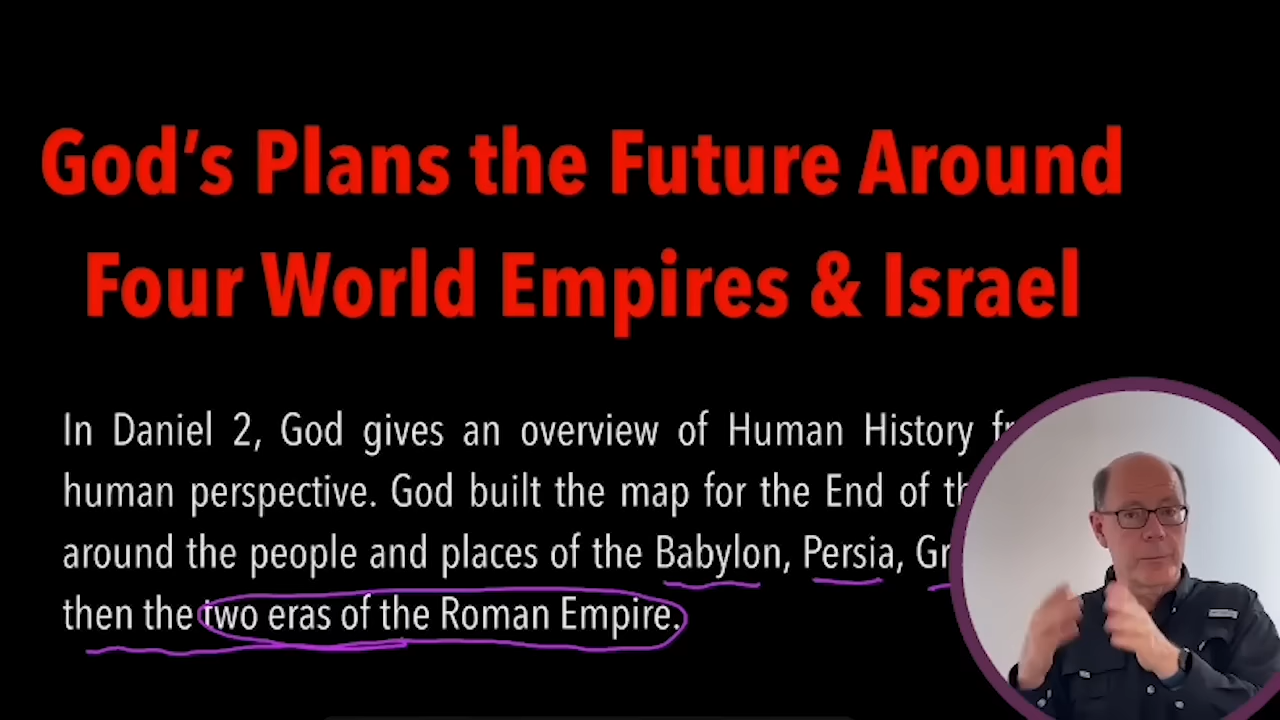 God's Plans the Future Around
Four World Empires & Israel
In Daniel 2, God gives an overview of Human History
human perspective. God built the map for the End of
around the people and places of the Babylon, Persia,
then the two eras of the Roman Empire.